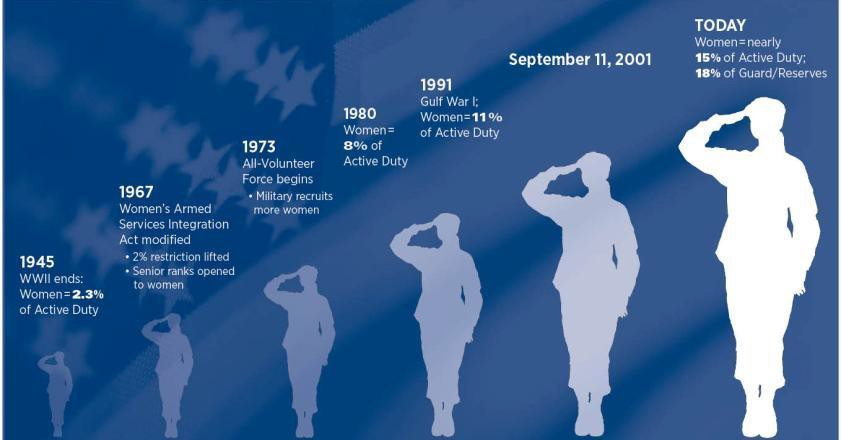 1945
WWII ends:
Women=2.3%
of Active Duty
1967
Women's Armed
Services Integration
Act modified
• 2% restriction lifted
• Senior ranks opened
to women
1973
All-Volunteer
Force begins
• Military recruits
more women
1980
Women=
8% of
Active Duty
1991
Gulf War I;
Women=11%
of Active Duty
September 11, 2001
TODAY
Women=nearly
15% of Active Duty;
18% of Guard/Reserves